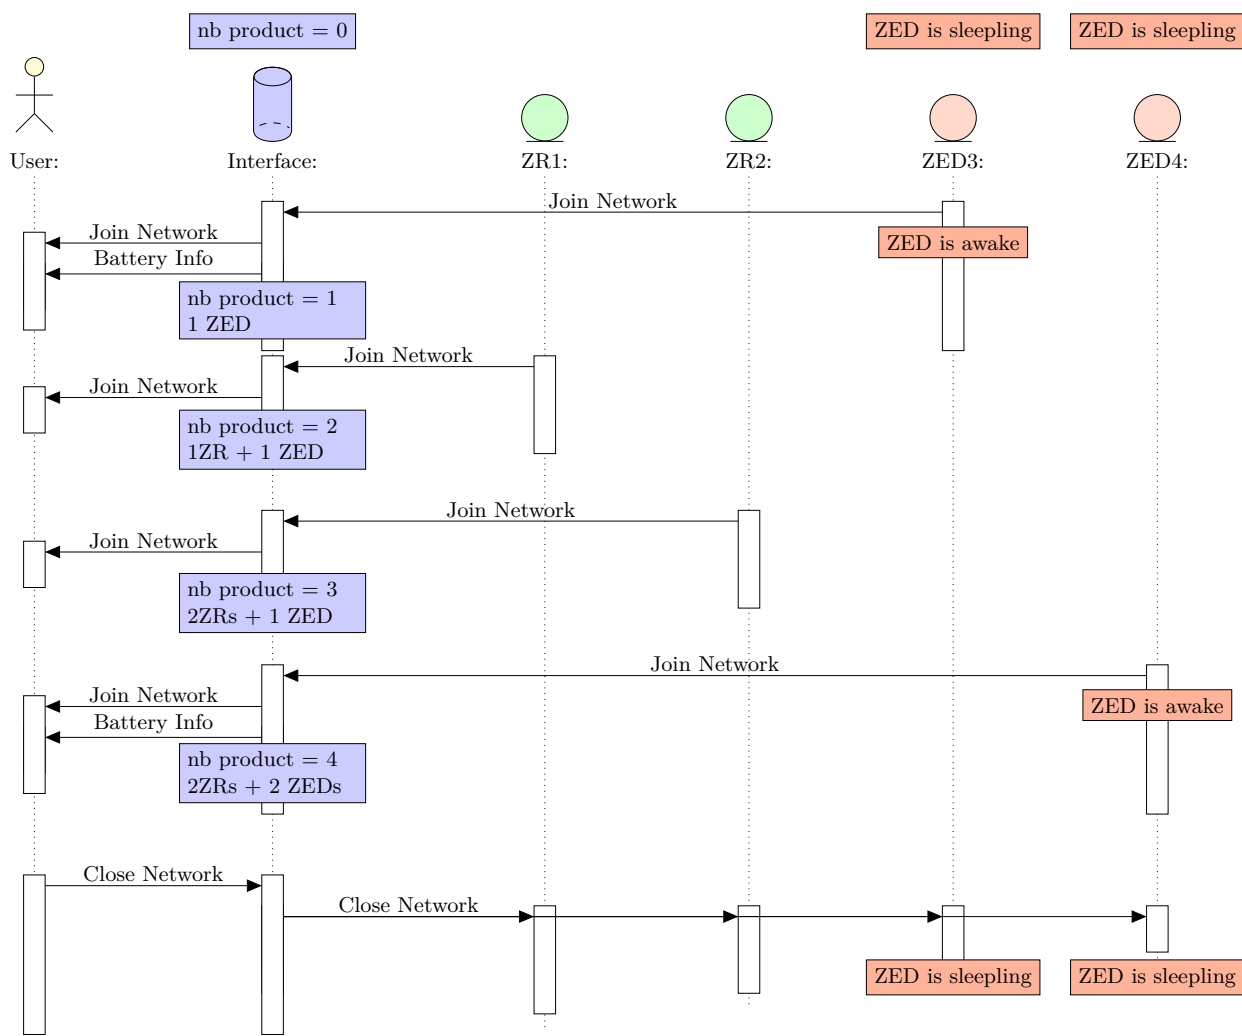 nb product = 0
ZED is sleepling
ZED is sleepling
User:
Interface:
ZR1:
ZR2:
ZED3:
ZED4:
Join Network
Join Network
ZED is awake
Battery Info
nb product = 1
1 ZED
Join Network
Join Network
nb product = 2
1ZR + 1 ZED
Join Network
Join Network
nb product = 3
2ZRs + 1 ZED
Join Network
Join Network
ZED is awake
Battery Info
nb product = 4
2ZRs + 2 ZEDs
Close Network
Close Network
ZED is sleepling
ZED is sleepling